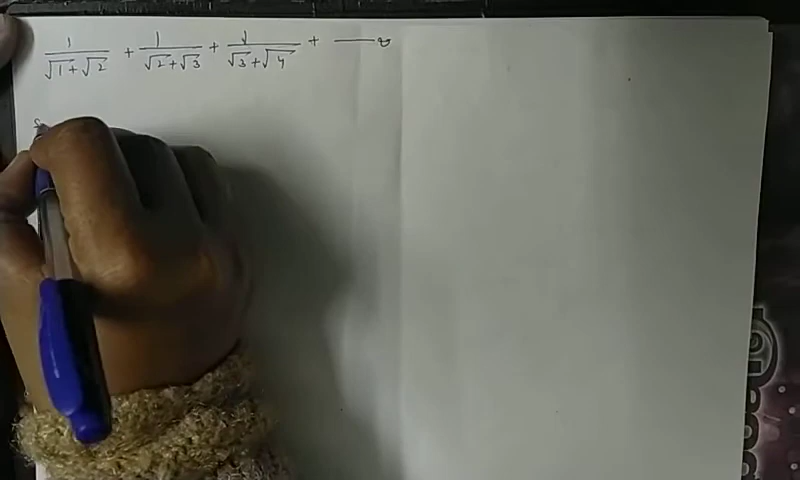 1/(√1+√2) + 1/(√2+√3) + 1/(√3+√4) + —— ∞